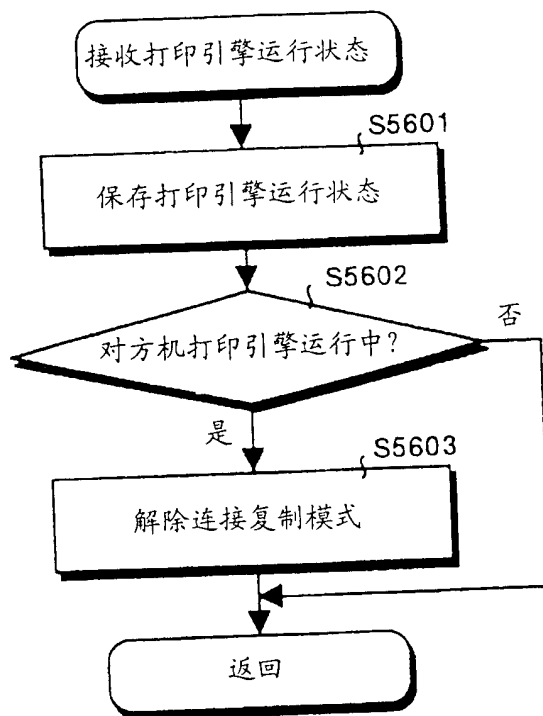 接收打印引擎运行状态
S5601
保存打印引擎运行状态
S5602
否
对方机打印引擎运行中?
是
S5603
解除连接复制模式
返回